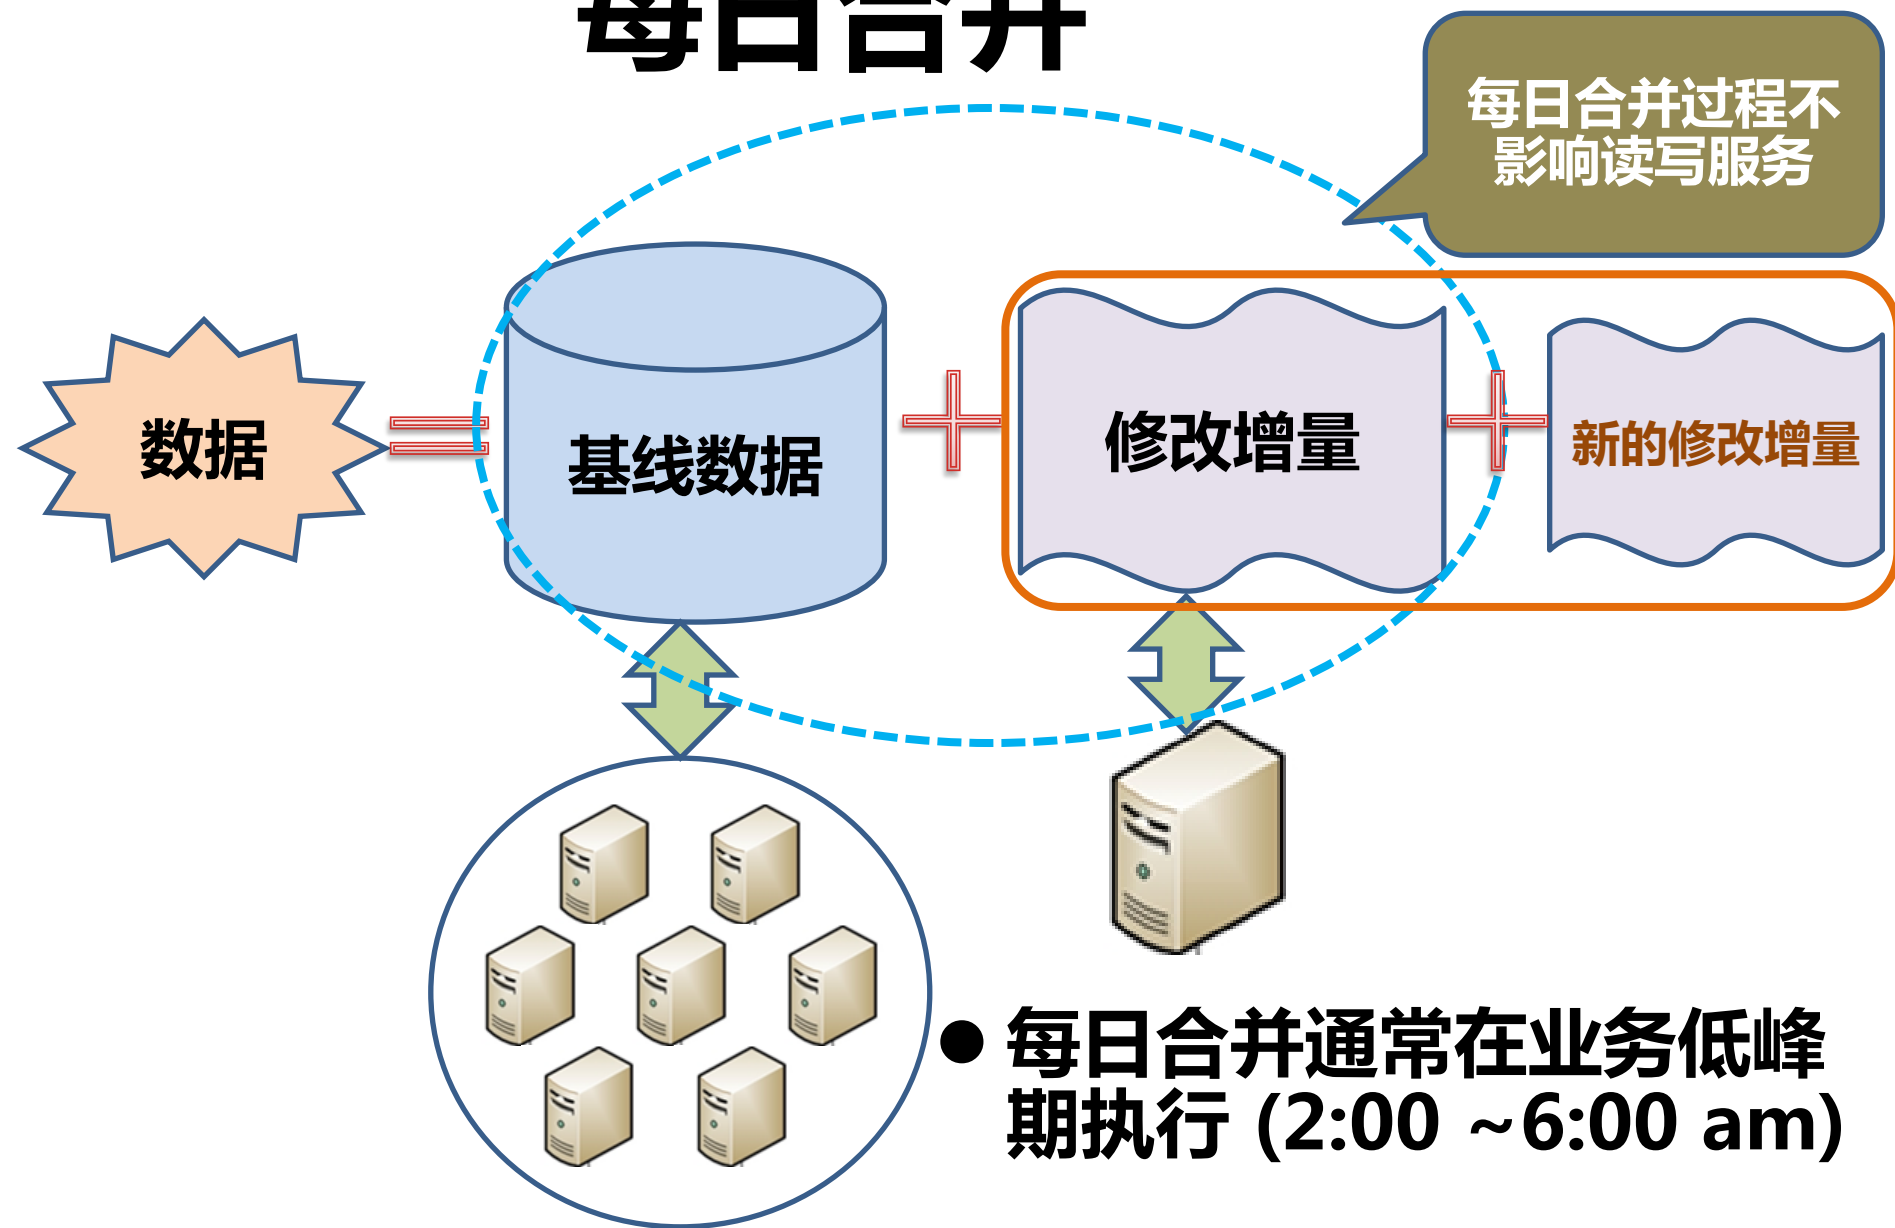 每日合并
每日合并过程不
影响读写服务
数据
基线数据
修改增量
新的修改增量
● 每日合并通常在业务低峰
期执行 (2:00 ~6:00 am)